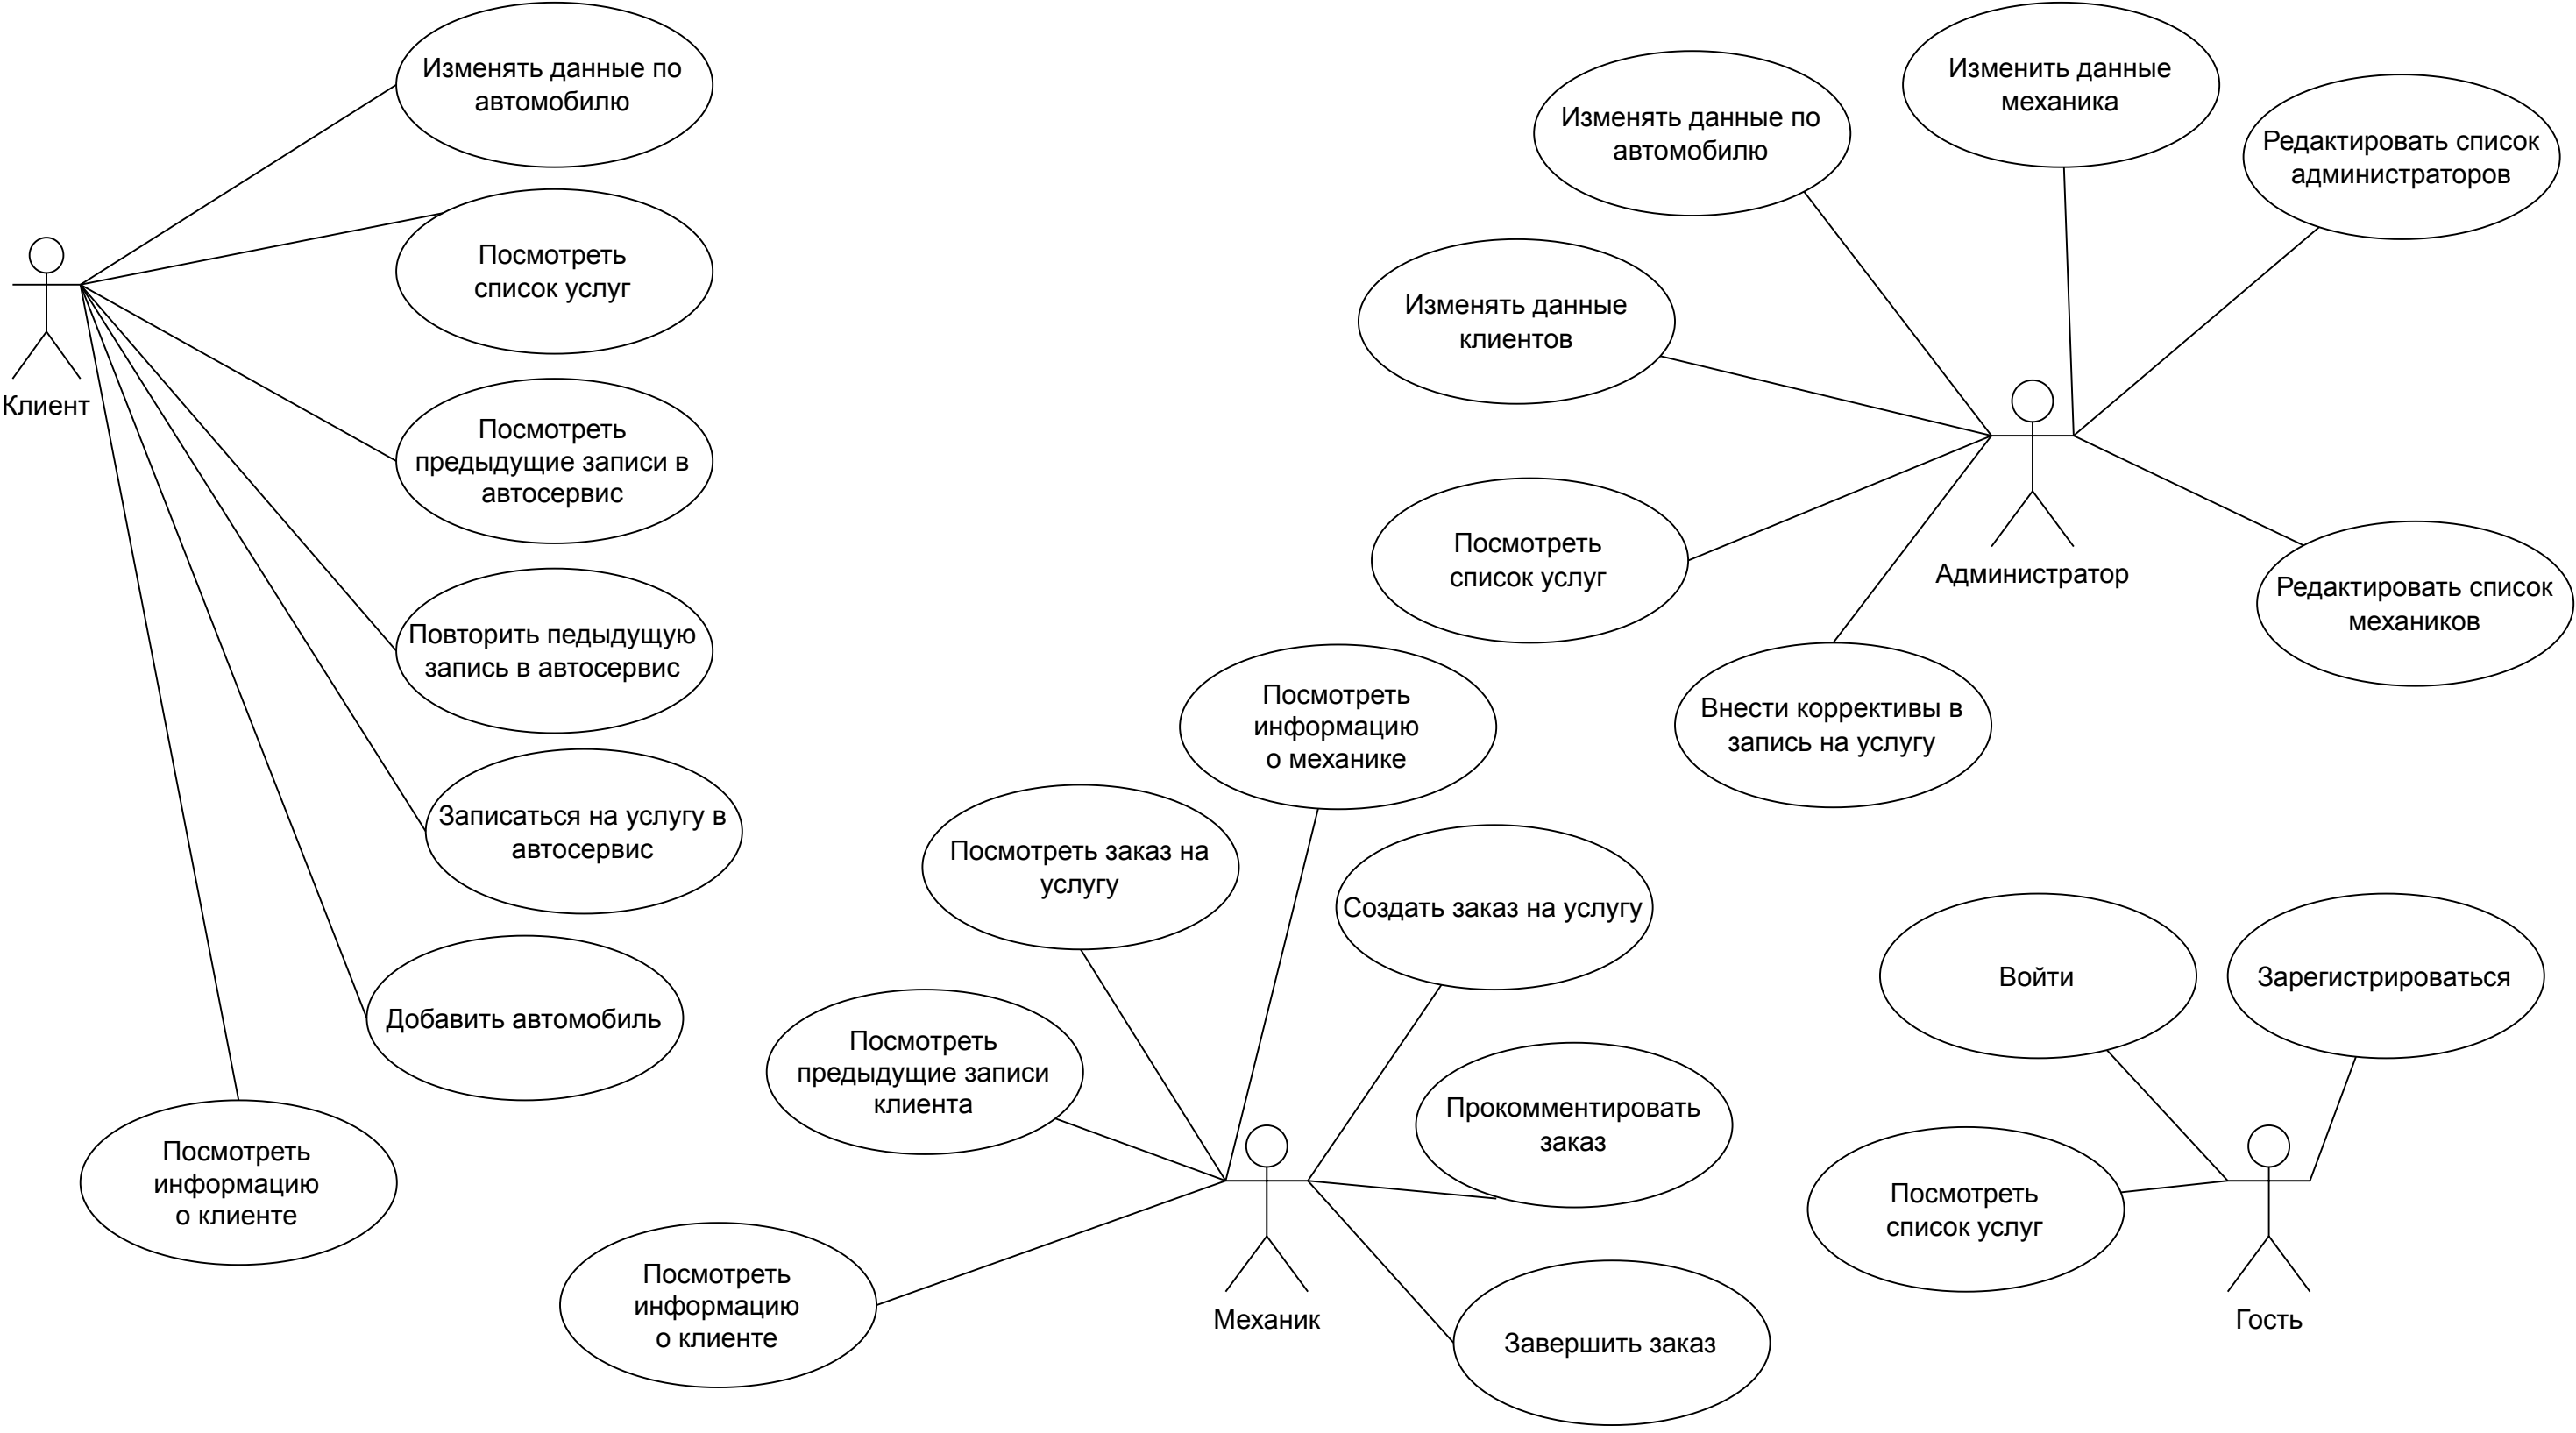 Изменять данные по
автомобилю
Посмотреть
список услуг
Клиент
Посмотреть
предыдущие записи в
автосервис
Повторить педыдущую
запись в автосервис
Записаться на услугу в
автосервис
Добавить автомобиль
Посмотреть
информацию
о клиенте
Изменять данные по
автомобилю
Изменить данные
механика
Редактировать список
администраторов
Изменять данные
клиентов
Посмотреть
список услуг
Администратор
Редактировать список
механиков
Внести коррективы в
запись на услугу
Посмотреть
информацию
о механике
Посмотреть заказ на
услугу
Создать заказ на услугу
Посмотреть
предыдущие записи
клиента
Прокомментировать
заказ
Посмотреть
информацию
о клиенте
Механик
Завершить заказ
Войти
Зарегистрироваться
Посмотреть
список услуг
Гость